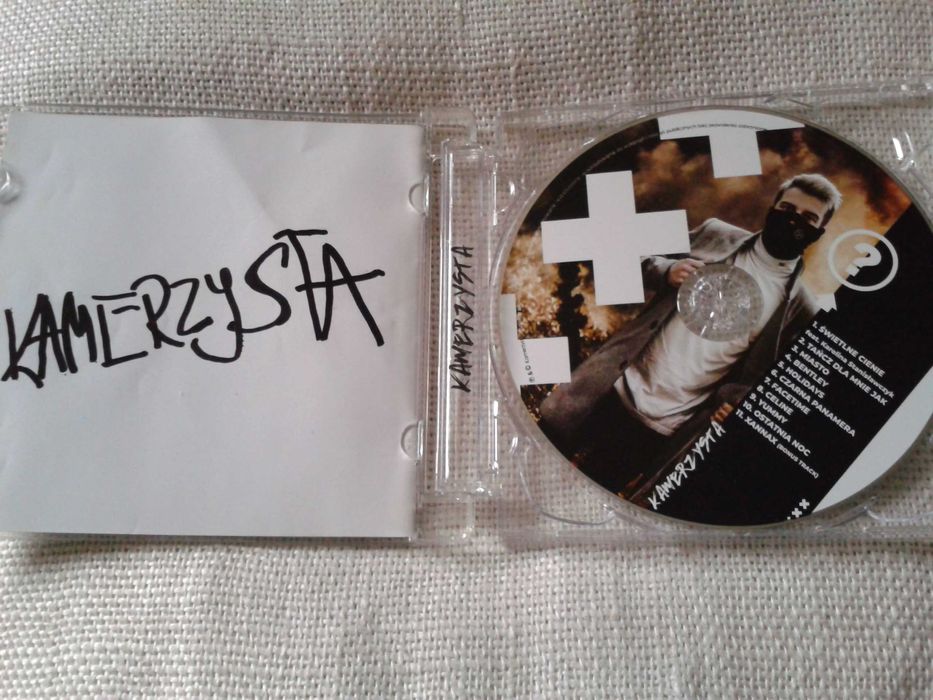 KAMERZYSTA
KAMERZYSTA
?
1. ŚWIETLNE CIENIE
feat. Karolina Stanisławczyk
2. TAŃCZ DLA MNIE JAK
3. MIASTO
4. BENTLEY
5. HOLIDAYS
6. CZARNA PANAMERA
7. FACETIME
8. CELINE
9. YUMMY
10. OSTATNIA NOC
11. XANNAX (BONUS TRACK)
KAMERZYSTA